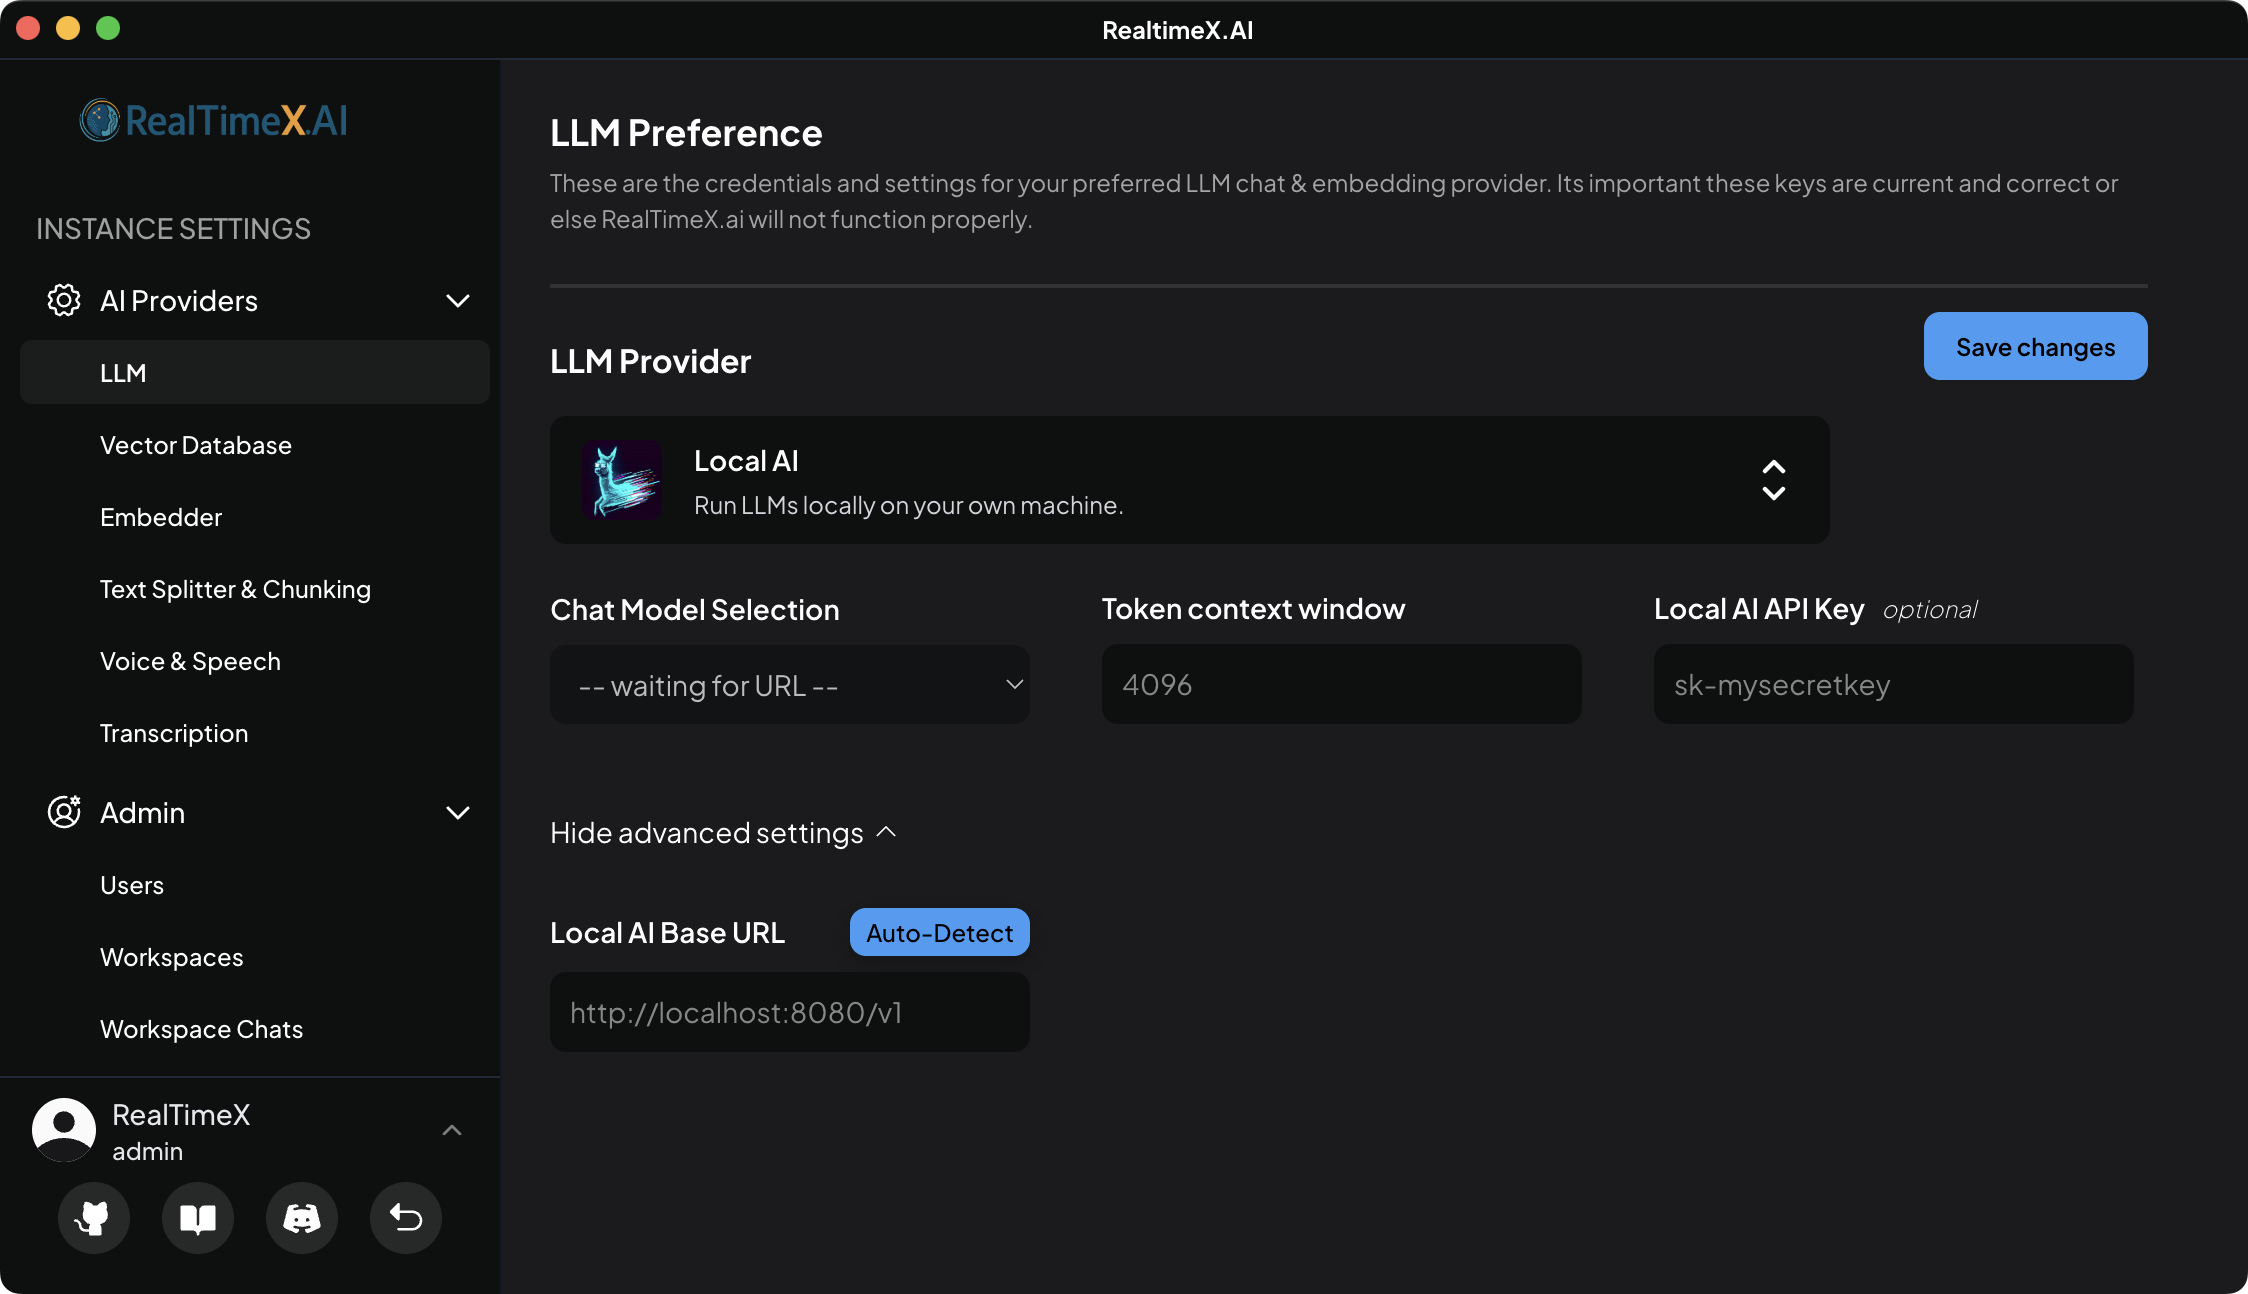 RealtimeX.AI
RealTimeX.AI
INSTANCE SETTINGS
AI Providers
LLM
Vector Database
Embedder
Text Splitter & Chunking
Voice & Speech
Transcription
Admin
Users
Workspaces
Workspace Chats
RealTimeX
admin
LLM Preference
These are the credentials and settings for your preferred LLM chat & embedding provider. Its important these keys are current and correct or
else RealTimeX.ai will not function properly.
LLM Provider
Save changes
Local AI
Run LLMs locally on your own machine.
Chat Model Selection
-- waiting for URL --
Token context window
4096
Local AI API Key optional
sk-mysecretkey
Hide advanced settings
Local AI Base URL
Auto-Detect
http://localhost:8080/v1